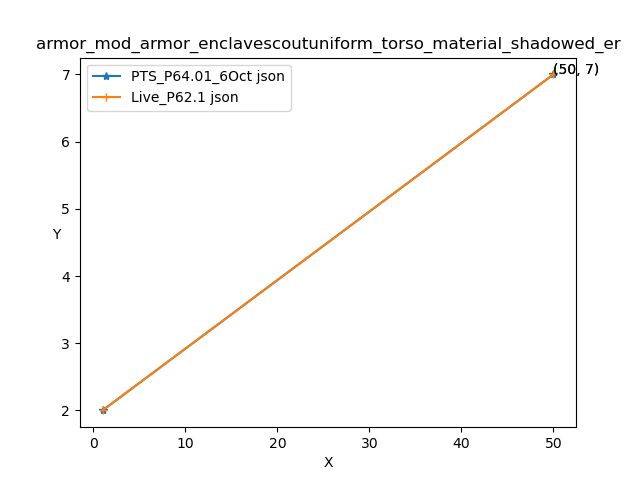 armor_mod_armor_enclavescoutuniform_torso_material_shadowed_er
PTS_P64.01_6Oct json
Live_P62.1 json
(50, 7)
7
6
5
4
3
2
Y
0
10
20
30
40
50
X